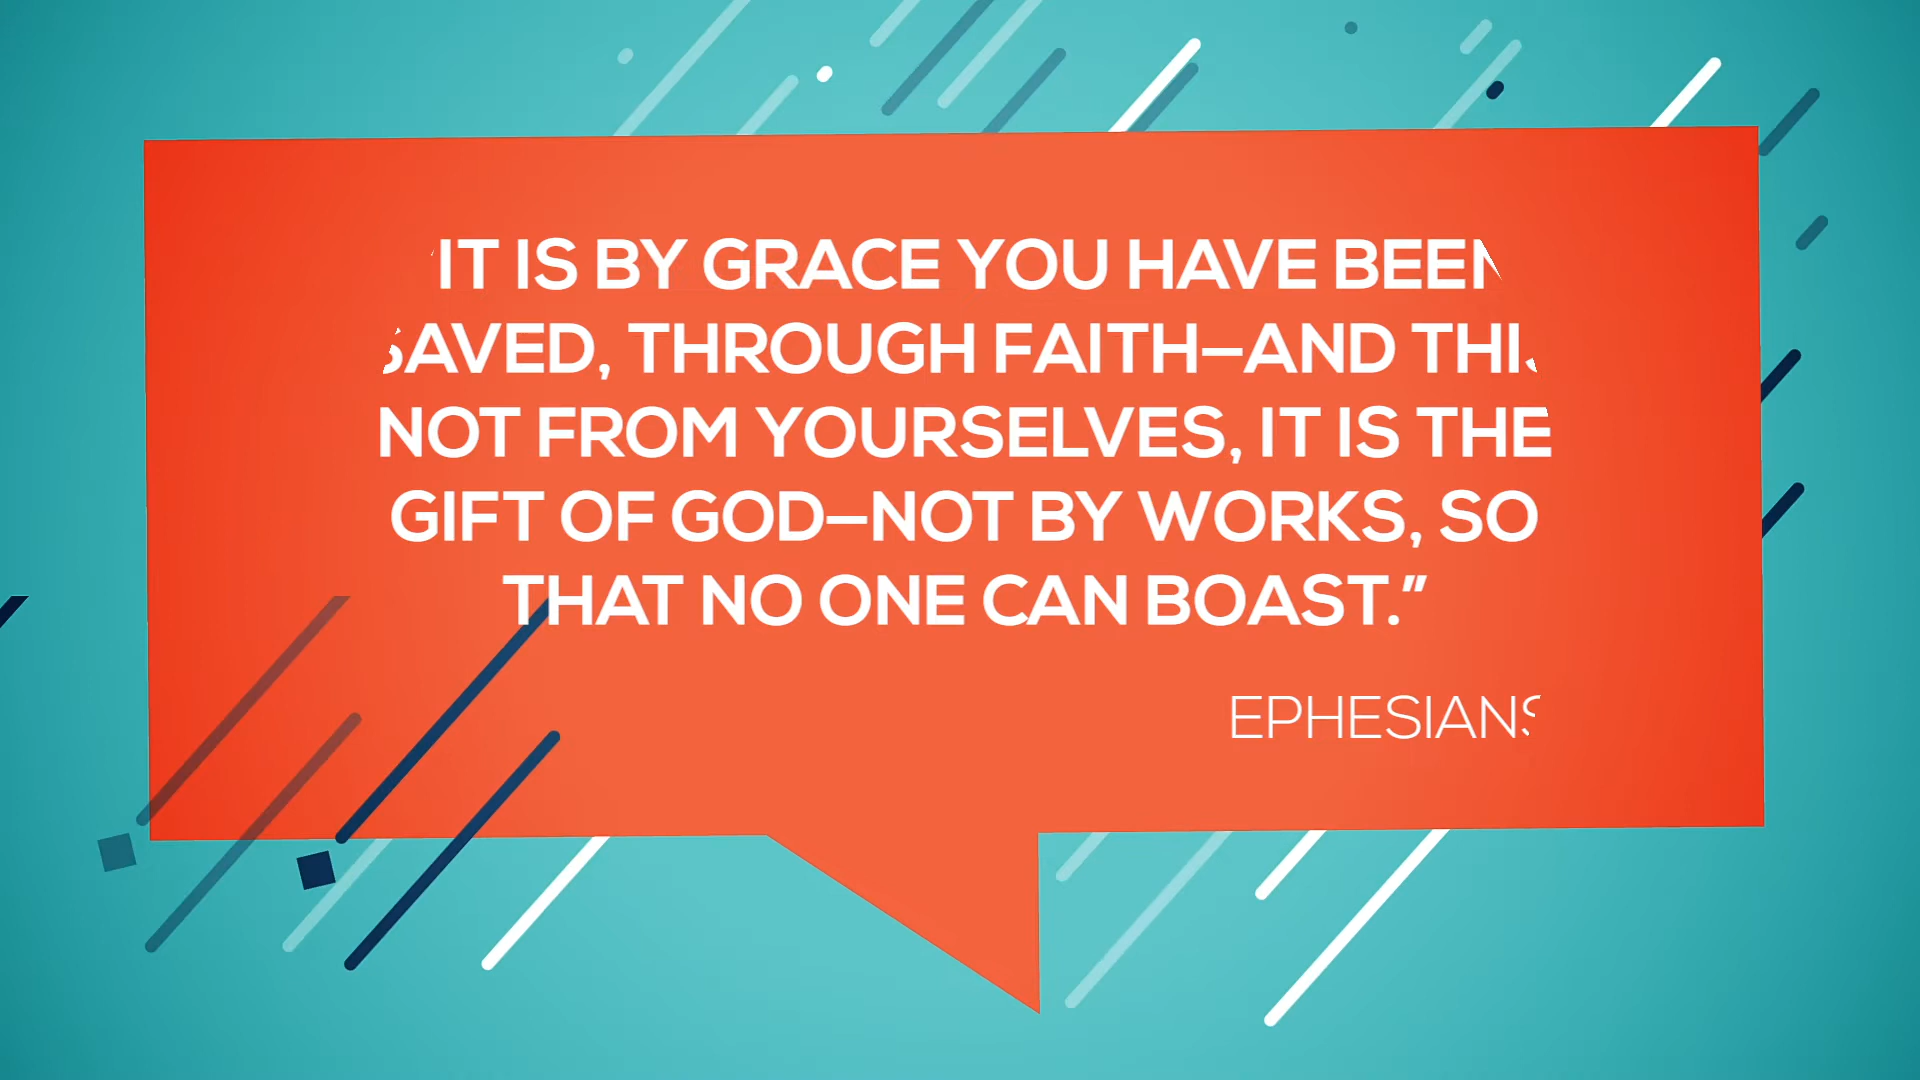 IT IS BY GRACE YOU HAVE BEEN
SAVED, THROUGH FAITH—AND THIS
NOT FROM YOURSELVES, IT IS THE
GIFT OF GOD—NOT BY WORKS, SO
THAT NO ONE CAN BOAST.”
EPHESIANS